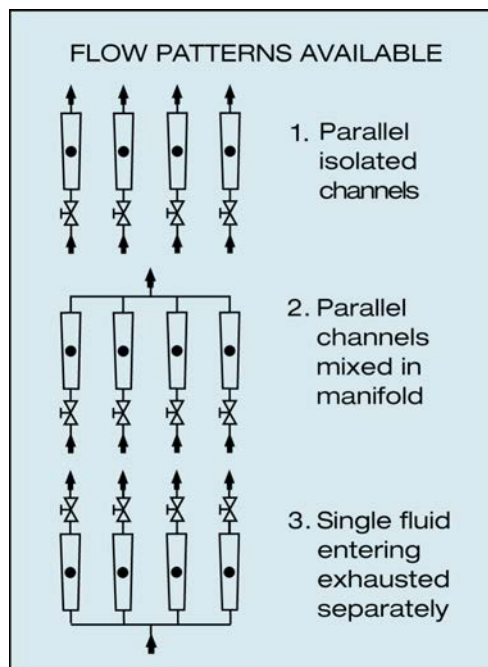 FLOW PATTERNS AVAILABLE
1. Parallel
isolated
channels
2. Parallel
channels
mixed in
manifold
3. Single fluid
entering
exhausted
separately